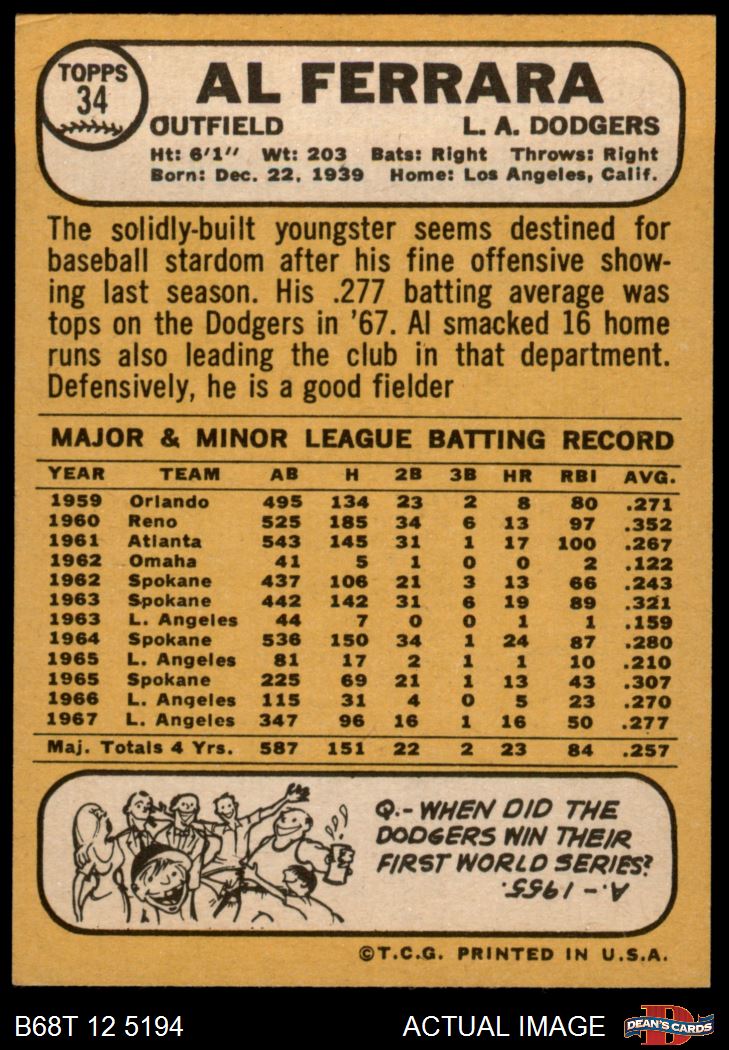 TOPPS
34
AL FERRARA
OUTFIELD L. A. DODGERS
Ht: 6'1" Wt: 203 Bats: Right Throws: Right
Born: Dec. 22, 1939 Home: Los Angeles, Calif.
The solidly-built youngster seems destined for
baseball stardom after his fine offensive show-
ing last season. His .277 batting average was
tops on the Dodgers in '67. Al smacked 16 home
runs also leading the club in that department.
Defensively, he is a good fielder
MAJOR & MINOR LEAGUE BATTING RECORD
YEAR TEAM AB H 2B 3B HR RBI AVG.
1959 Orlando 495 134 23 2 8 80 .271
1960 Reno 525 185 34 6 13 97 .352
1961 Atlanta 543 145 31 1 17 100 .267
1962 Omaha 41 5 1 0 0 2 .122
1962 Spokane 437 106 21 3 13 66 .243
1963 Spokane 442 142 31 6 19 89 .321
1963 L. Angeles 44 7 0 0 1 1 .159
1964 Spokane 536 150 34 1 24 87 .280
1965 L. Angeles 81 17 2 1 1 10 .210
1965 Spokane 225 69 21 1 13 43 .307
1966 L. Angeles 115 31 4 0 5 23 .270
1967 L. Angeles 347 96 16 1 16 50 .277
Maj. Totals 4 Yrs. 587 151 22 2 23 84 .257
Q.- WHEN DID THE
DODGERS WIN THEIR
FIRST WORLD SERIES?
A.- 1955.
©T.C.G. PRINTED IN U.S.A.
B68T 12 5194 ACTUAL IMAGE D DEAN'S CARDS